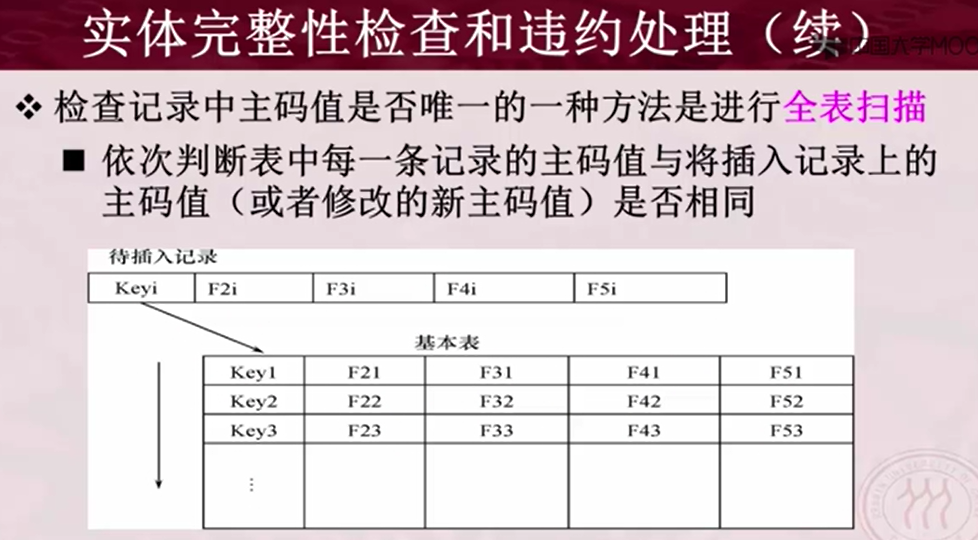 实体完整性检查和违约处理（续）
中国大学MOO
❖ 检查记录中主码值是否唯一的一种方法是进行全表扫描
■ 依次判断表中每一条记录的主码值与将插入记录上的
主码值（或者修改的新主码值）是否相同
待插入记录
Keyi F2i F3i F4i F5i
基本表
Key1 F21 F31 F41 F51
Key2 F22 F32 F42 F52
Key3 F23 F33 F43 F53
⋮